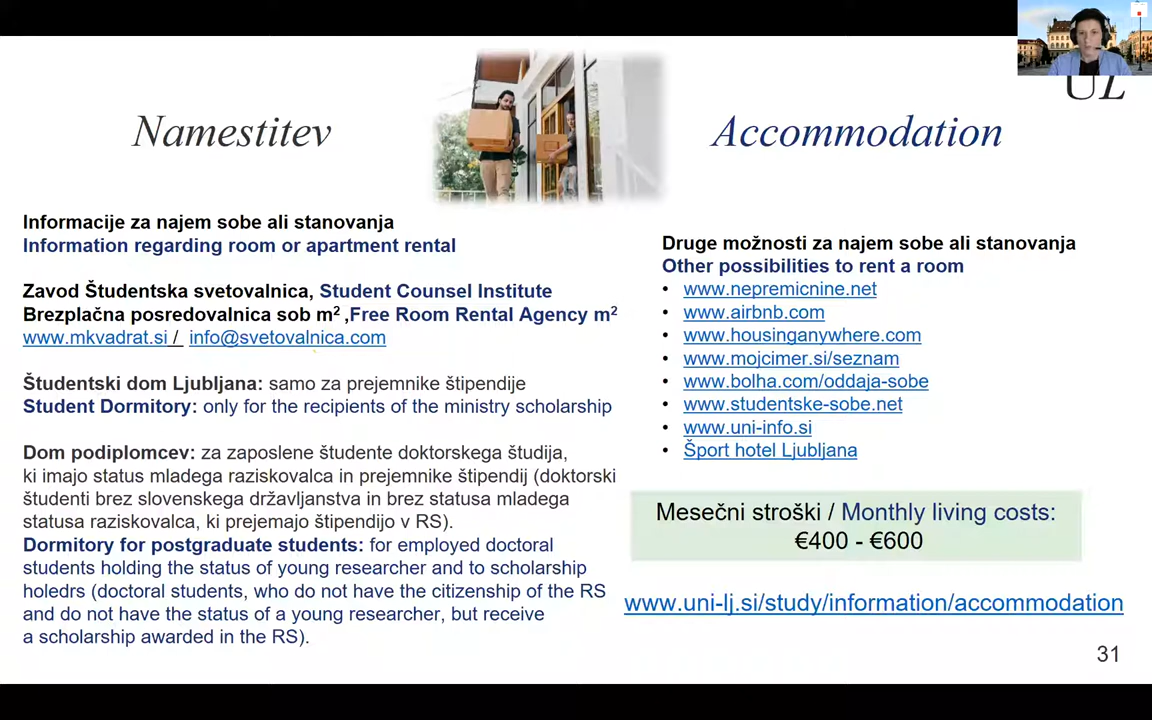 UL
Namestitev
Accommodation
Informacije za najem sobe ali stanovanja
Information regarding room or apartment rental
Zavod Študentska svetovalnica, Student Counsel Institute
Brezplačna posredovalnica sob m² ,Free Room Rental Agency m²
www.mkvadrat.si / info@svetovalnica.com
Študentski dom Ljubljana: samo za prejemnike štipendije
Student Dormitory: only for the recipients of the ministry scholarship
Dom podiplomcev: za zaposlene študente doktorskega študija,
ki imajo status mladega raziskovalca in prejemnike štipendij (doktorski
študenti brez slovenskega državljanstva in brez statusa mladega
statusa raziskovalca, ki prejemajo štipendijo v RS).
Dormitory for postgraduate students: for employed doctoral
students holding the status of young researcher and to scholarship
holedrs (doctoral students, who do not have the citizenship of the RS
and do not have the status of a young researcher, but receive
a scholarship awarded in the RS).
Druge možnosti za najem sobe ali stanovanja
Other possibilities to rent a room
• www.nepremicnine.net
• www.airbnb.com
• www.housinganywhere.com
• www.mojcimer.si/seznam
• www.bolha.com/oddaja-sobe
• www.studentske-sobe.net
• www.uni-info.si
• Šport hotel Ljubljana
Mesečni stroški / Monthly living costs:
€400 - €600
www.uni-lj.si/study/information/accommodation
31